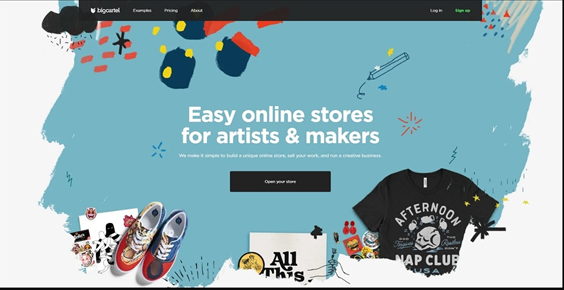 bigcartel
Examples
Pricing
About
Log in
Sign up
Easy online stores
for artists & makers
We make it simple to build a unique online store, sell your work, and run a creative business.
Open your store
All
This
AFTERNOON
NAP CLUB
USA